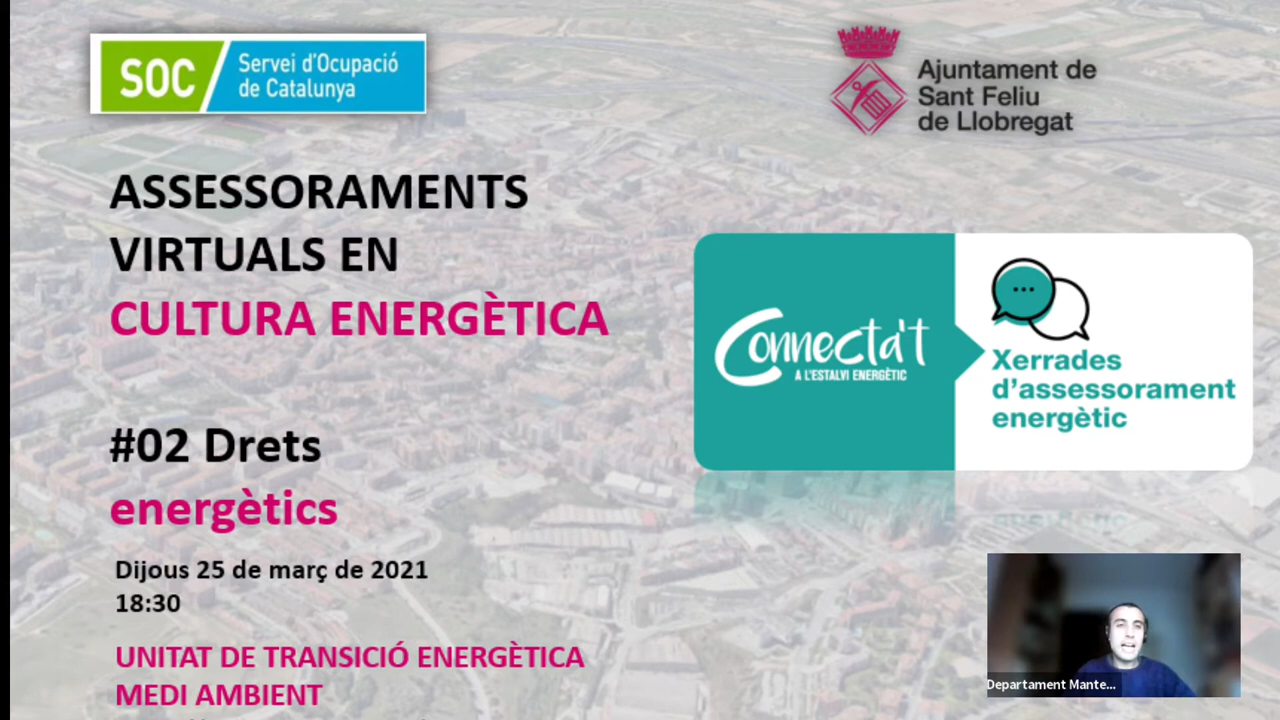 SOC
Servei d'Ocupació
de Catalunya
Ajuntament de
Sant Feliu
de Llobregat
ASSESSORAMENTS
VIRTUALS EN
CULTURA ENERGÈTICA
Connecta't
A L'ESTALVI ENERGÈTIC
Xerrades
d'assessorament
energètic
#02 Drets
energètics
Dijous 25 de març de 2021
18:30
UNITAT DE TRANSICIÓ ENERGÈTICA
MEDI AMBIENT
Departament Mante...